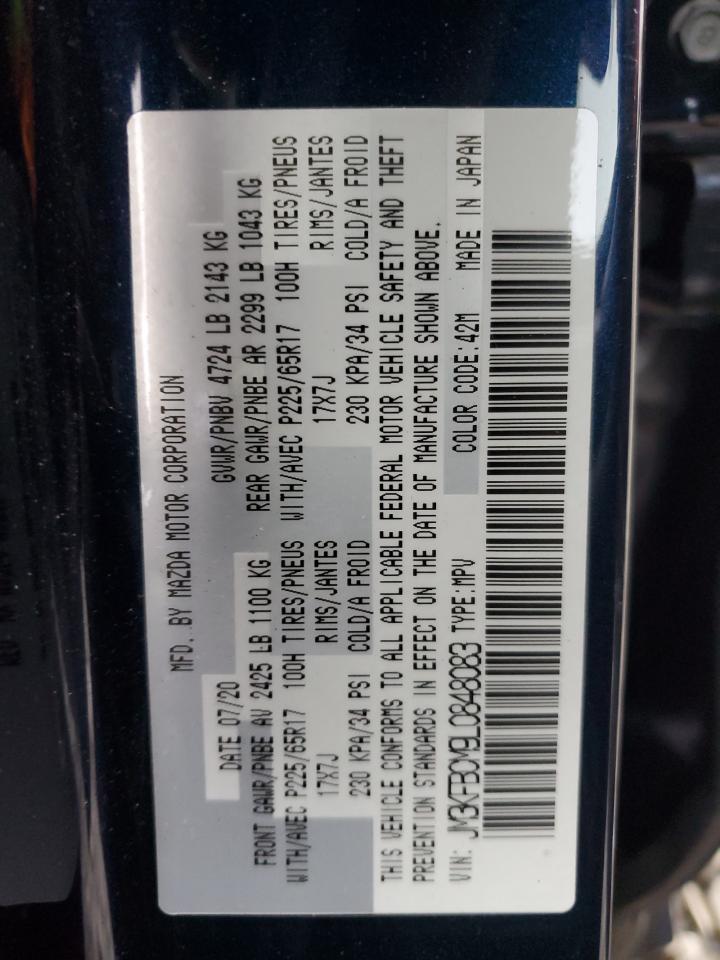 MFD. BY MAZDA MOTOR CORPORATION
DATE 07/20 GVWR/PNBV 4724 LB 2143 KG
FRONT GAWR/PNBE AV 2425 LB 1100 KG REAR GAWR/PNBE AR 2299 LB 1043 KG
WITH/AVEC P225/65R17 100H TIRES/PNEUS WITH/AVEC P225/65R17 100H TIRES/PNEUS
17X7J RIMS/JANTES 17X7J RIMS/JANTES
230 KPA/34 PSI COLD/A FROID 230 KPA/34 PSI COLD/A FROID
THIS VEHICLE CONFORMS TO ALL APPLICABLE FEDERAL MOTOR VEHICLE SAFETY AND THEFT
PREVENTION STANDARDS IN EFFECT ON THE DATE OF MANUFACTURE SHOWN ABOVE.
VIN: JM3KFBCM9L0848083 TYPE:MPV COLOR CODE:42M MADE IN JAPAN